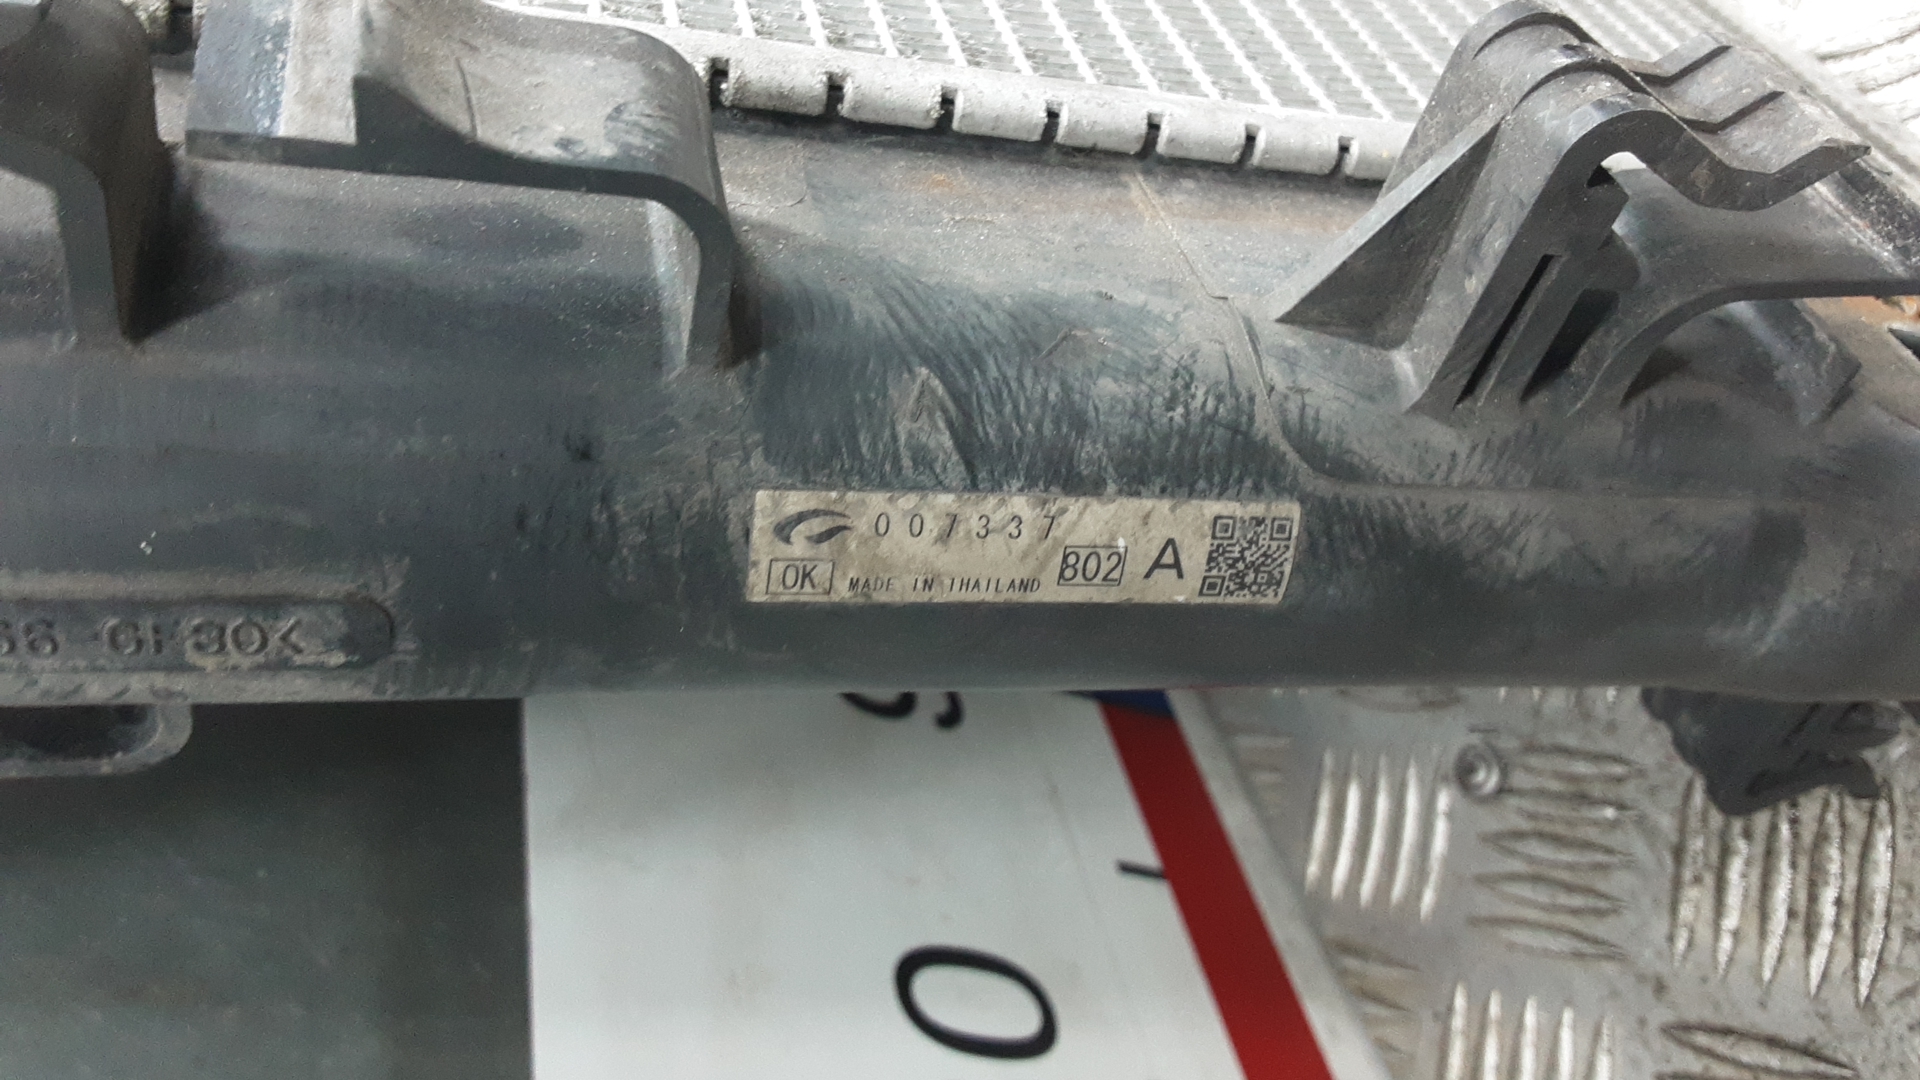 007337
OK MADE IN THAILAND 802 A
O